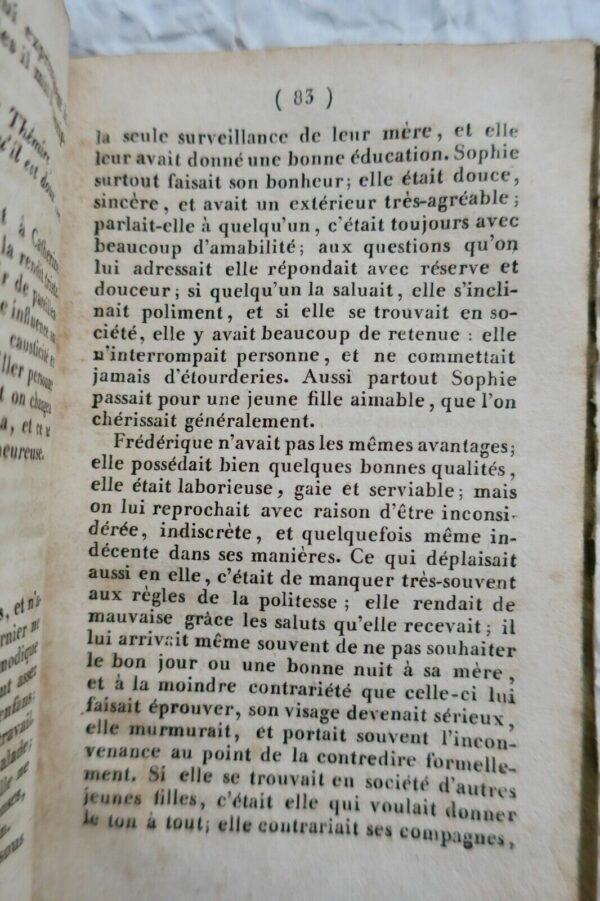 ( 83 )
la seule surveillance de leur mère, et elle
leur avait donné une bonne éducation. Sophie
surtout faisait son bonheur; elle était douce,
sincère, et avait un extérieur très-agréable;
parlait-elle à quelqu'un, c'était toujours avec
beaucoup d'amabilité; aux questions qu'on
lui adressait elle répondait avec réserve et
douceur; si quelqu'un la saluait, elle s'incli-
nait poliment, et si elle se trouvait en so-
ciété, elle y avait beaucoup de retenue : elle
n'interrompait personne, et ne commettait
jamais d'étourderies. Aussi partout Sophie
passait pour une jeune fille aimable, que l'on
chérissait généralement.
Frédérique n'avait pas les mêmes avantages;
elle possédait bien quelques bonnes qualités,
elle était laborieuse, gaie et serviable; mais
on lui reprochait avec raison d'être inconsi-
dérée, indiscrète, et quelquefois même in-
décente dans ses manières. Ce qui déplaisait
aussi en elle, c'était de manquer très-souvent
aux règles de la politesse; elle rendait de
mauvaise grâce les saluts qu'elle recevait; il
lui arrivait même souvent de ne pas souhaiter
le bon jour ou une bonne nuit à sa mère,
et à la moindre contrariété que celle-ci lui
faisait éprouver, son visage devenait sérieux,
elle murmurait, et portait souvent l'incon-
venance au point de la contredire formelle-
ment. Si elle se trouvait en société d'autres
jeunes filles, c'était elle qui voulait donner
le ton à tout; elle contrariait ses compagnes,